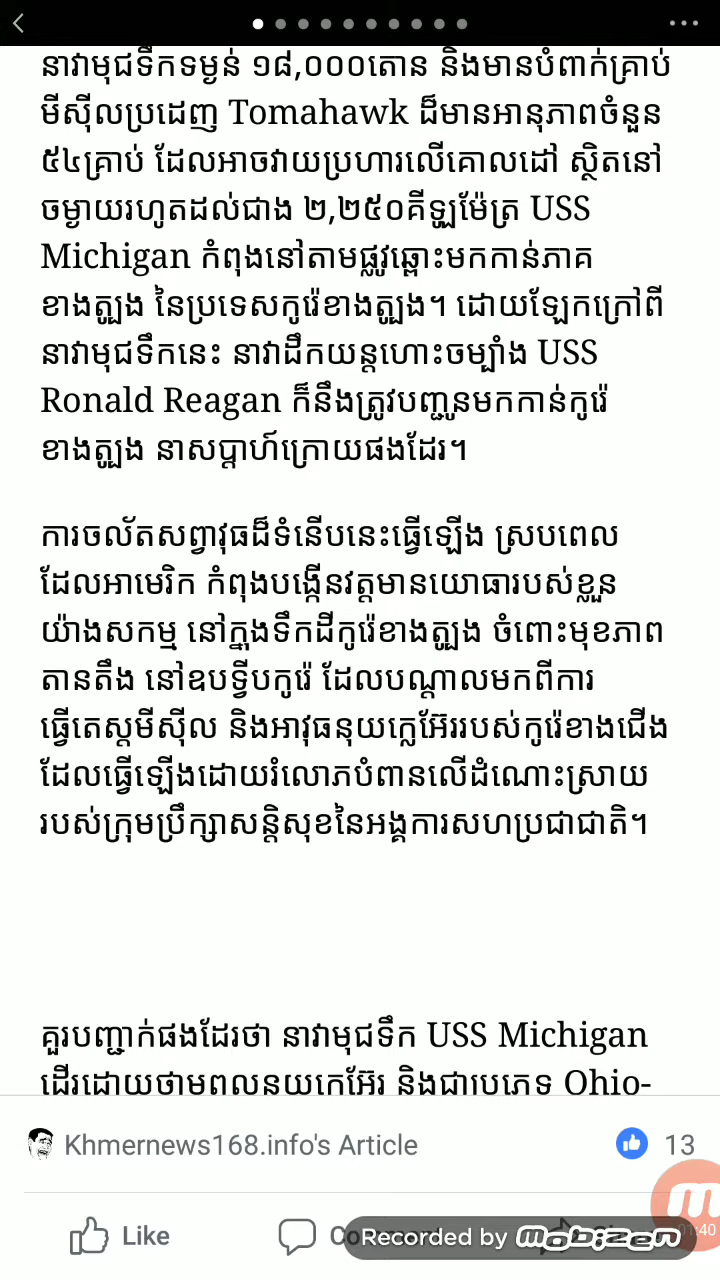 នាវាមុជទឹកទម្ងន់ ១៨,០០០តោន និងមានបំពាក់គ្រាប់
មីស៊ីលប្រដេញ Tomahawk ដ៏មានអានុភាពចំនួន
៥៤គ្រាប់ ដែលអាចវាយប្រហារលើគោលដៅ ស្ថិតនៅ
ចម្ងាយរហូតដល់ជាង ២,២៥០គីឡូម៉ែត្រ USS
Michigan កំពុងនៅតាមផ្លូវឆ្ពោះមកកាន់ភាគ
ខាងត្បូង នៃប្រទេសកូរ៉េខាងត្បូង។ ដោយឡែកក្រៅពី
នាវាមុជទឹកនេះ នាវាដឹកយន្តហោះចម្បាំង USS
Ronald Reagan ក៏នឹងត្រូវបញ្ជូនមកកាន់កូរ៉េ
ខាងត្បូង នាសប្តាហ៍ក្រោយផងដែរ។
ការចល័តសព្វាវុធដ៏ទំនើបនេះធ្វើឡើង ស្របពេល
ដែលអាមេរិក កំពុងបង្កើនវត្តមានយោធារបស់ខ្លួន
យ៉ាងសកម្ម នៅក្នុងទឹកដីកូរ៉េខាងត្បូង ចំពោះមុខភាព
តានតឹង នៅឧបទ្វីបកូរ៉េ ដែលបណ្តាលមកពីការ
ធ្វើតេស្តមីស៊ីល និងអាវុធនុយក្លេអ៊ែររបស់កូរ៉េខាងជើង
ដែលធ្វើឡើងដោយរំលោភបំពានលើដំណោះស្រាយ
របស់ក្រុមប្រឹក្សាសន្តិសុខនៃអង្គការសហប្រជាជាតិ។
គួរបញ្ជាក់ផងដែរថា នាវាមុជទឹក USS Michigan
ដើរដោយថាមពលនុយក្លេអ៊ែរ និងជាប្រភេទ Ohio-
Khmernews168.info's Article
13
Like
Recorded by mobizen
01:40